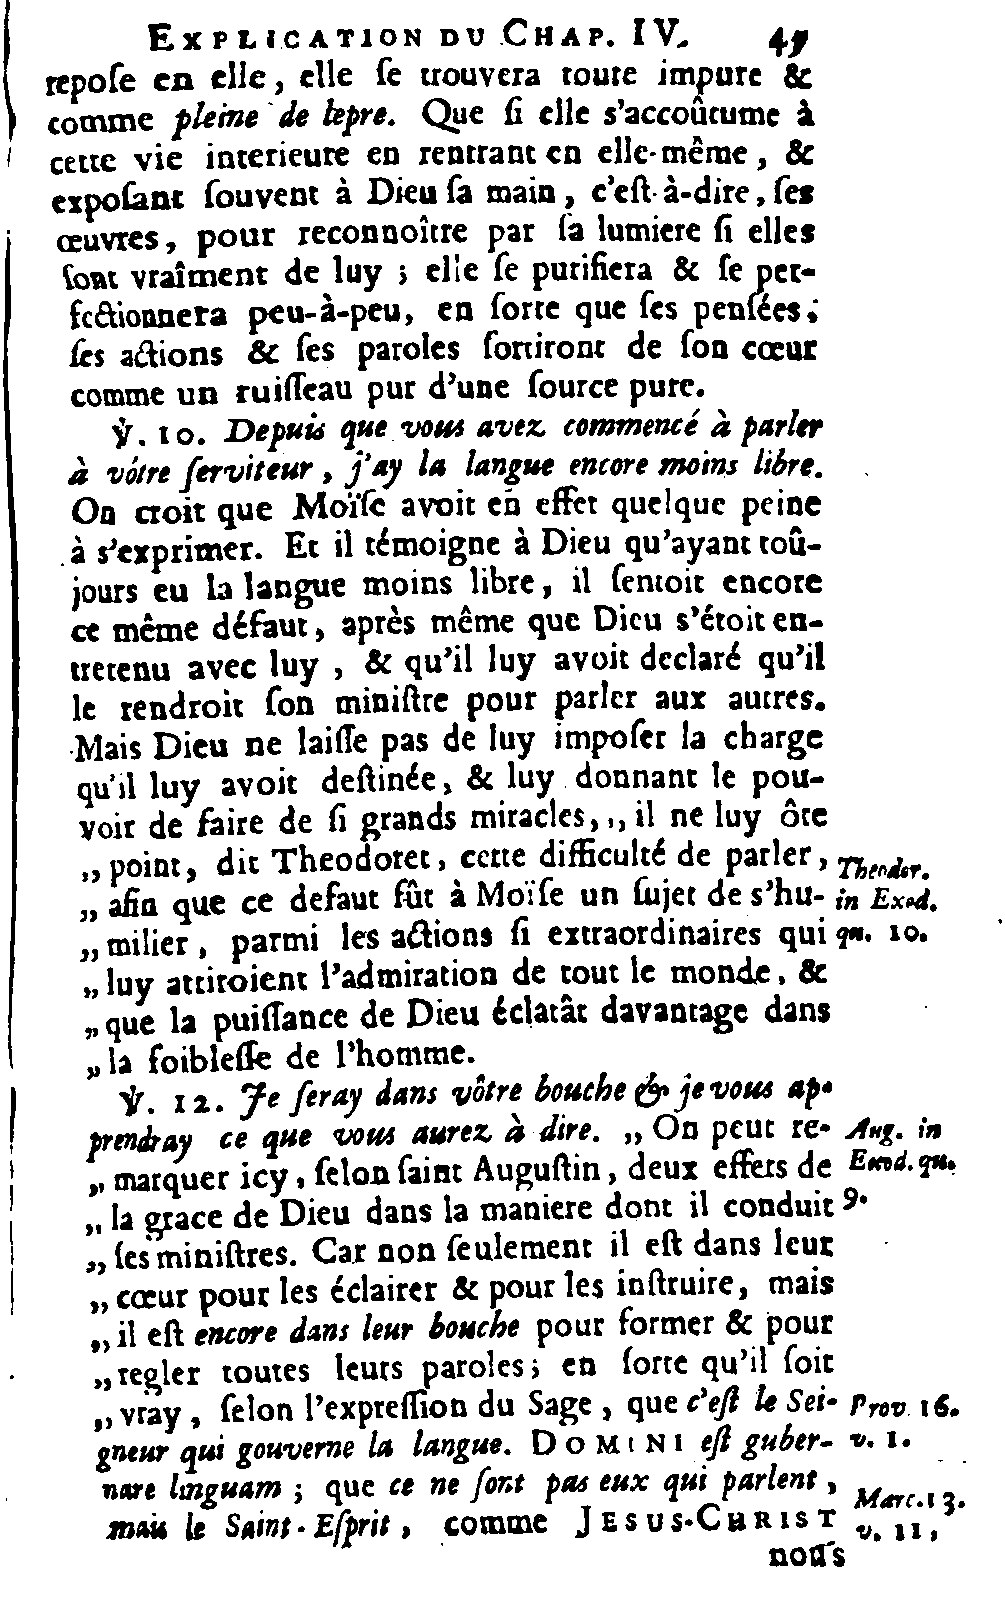 EXPLICATION DU CHAP. IV. 49
repoſe en elle, elle ſe trouvera toute impure &
comme pleine de lepre. Que ſi elle s'accoûtume à
cette vie interieure en rentrant en elle-même, &
expoſant ſouvent à Dieu ſa main, c'eſt-à-dire, ſes
œuvres, pour reconnoître par ſa lumiere ſi elles
ſont vraîment de luy; elle ſe purifiera & ſe per-
fectionnera peu-à-peu, en ſorte que ſes penſées;
ſes actions & ſes paroles ſortiront de ſon cœur
comme un ruiſſeau pur d'une ſource pure.
℣. 10. Depuis que vous avez commencé à parler
à vôtre ſerviteur, j'ay la langue encore moins libre.
On croit que Moïſe avoit en effet quelque peine
à s'exprimer. Et il témoigne à Dieu qu'ayant toû-
jours eu la langue moins libre, il ſentoit encore
ce même défaut, après même que Dieu s'étoit en-
tretenu avec luy, & qu'il luy avoit declaré qu'il
le rendroit ſon miniſtre pour parler aux autres.
Mais Dieu ne laiſſe pas de luy impoſer la charge
qu'il luy avoit deſtinée, & luy donnant le pou-
voir de faire de ſi grands miracles, ,, il ne luy ôte
,, point, dit Theodoret, cette difficulté de parler, Theodor.
,, afin que ce defaut fût à Moïſe un ſujet de s'hu- in Exod.
,, milier, parmi les actions ſi extraordinaires qui qu. 10.
,, luy attiroient l'admiration de tout le monde, &
,, que la puiſſance de Dieu éclatât davantage dans
,, la foibleſſe de l'homme.
℣. 12. Je ſeray dans vôtre bouche & je vous ap-
prendray ce que vous aurez à dire. ,, On peut re- Aug. in
,, marquer icy, ſelon ſaint Auguſtin, deux effets de Exod. qu.
,, la grace de Dieu dans la maniere dont il conduit 9.
,, ſes miniſtres. Car non ſeulement il eſt dans leur
,, cœur pour les éclairer & pour les inſtruire, mais
,, il eſt encore dans leur bouche pour former & pour
,, regler toutes leurs paroles; en ſorte qu'il ſoit
,, vray, ſelon l'expreſſion du Sage, que c'eſt le Sei- Prov. 16.
gneur qui gouverne la langue. DOMINI eſt guber- v. 1.
nare linguam; que ce ne ſont pas eux qui parlent,
mais le Saint-Eſprit, comme JESUS-CHRIST Marc. 13.
v. 11,
nous